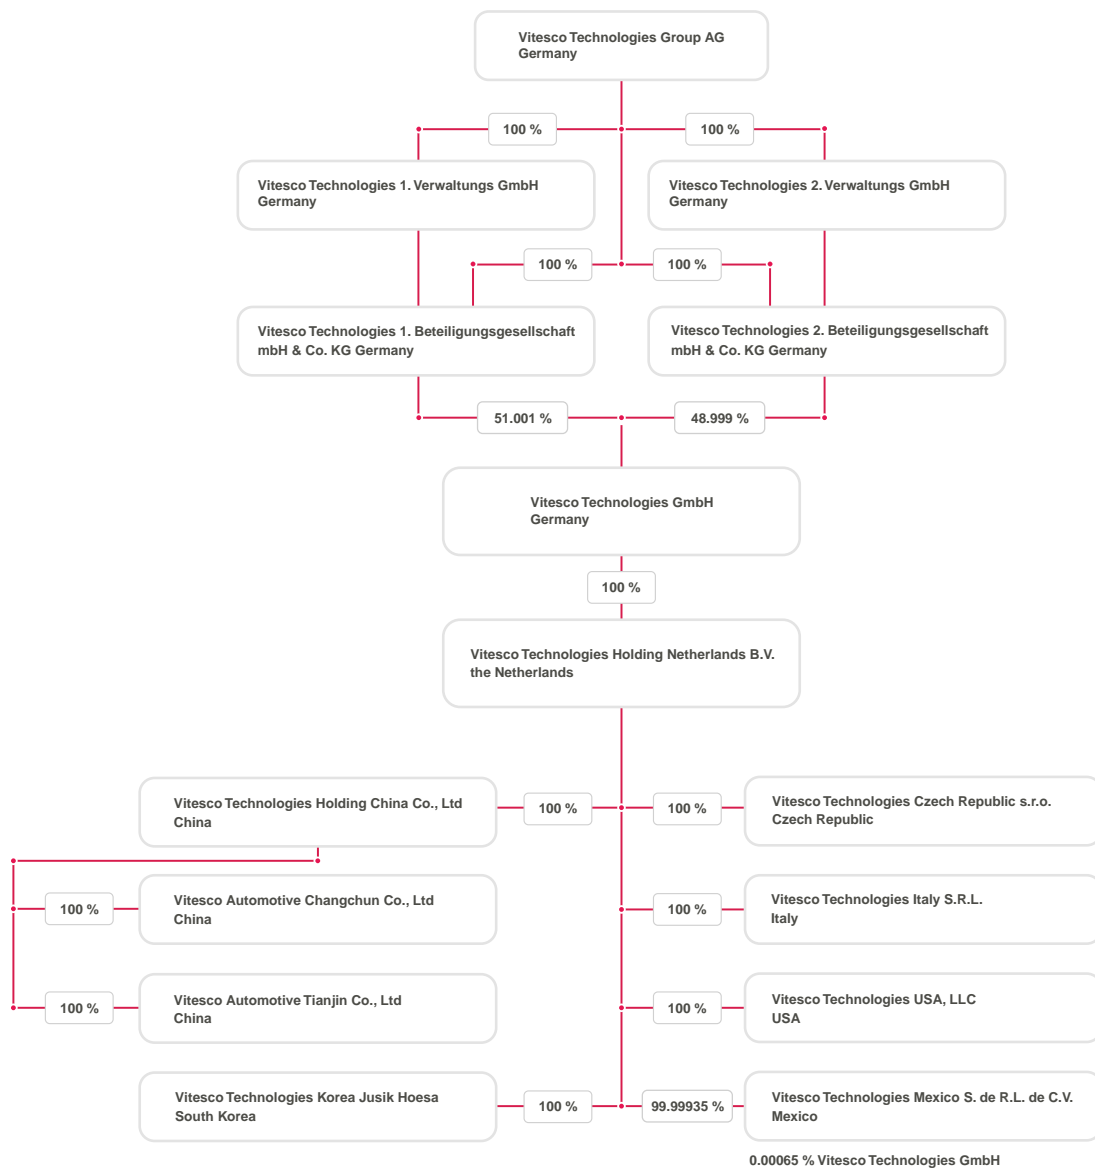 Vitesco Technologies Group AG
Germany
100 %
100 %
Vitesco Technologies 1. Verwaltungs GmbH
Germany
Vitesco Technologies 2. Verwaltungs GmbH
Germany
100 %
100 %
Vitesco Technologies 1. Beteiligungsgesellschaft
mbH & Co. KG Germany
Vitesco Technologies 2. Beteiligungsgesellschaft
mbH & Co. KG Germany
51.001 %
48.999 %
Vitesco Technologies GmbH
Germany
100 %
Vitesco Technologies Holding Netherlands B.V.
the Netherlands
Vitesco Technologies Holding China Co., Ltd
China
100 %
100 %
Vitesco Technologies Czech Republic s.r.o.
Czech Republic
100 %
Vitesco Automotive Changchun Co., Ltd
China
100 %
Vitesco Technologies Italy S.R.L.
Italy
100 %
Vitesco Automotive Tianjin Co., Ltd
China
100 %
Vitesco Technologies USA, LLC
USA
Vitesco Technologies Korea Jusik Hoesa
South Korea
100 %
99.99935 %
Vitesco Technologies Mexico S. de R.L. de C.V.
Mexico
0.00065 % Vitesco Technologies GmbH